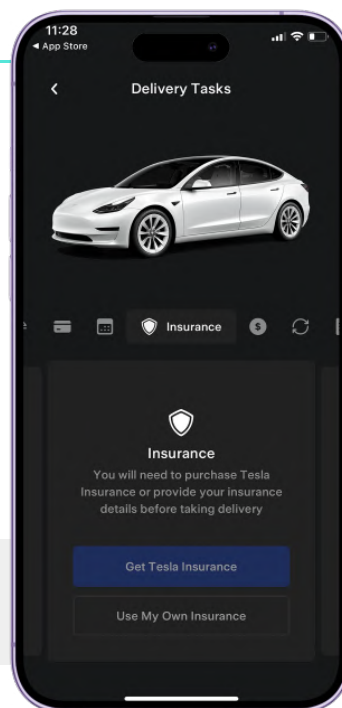 11:28
◀ App Store
Delivery Tasks
Insurance
$
Insurance
You will need to purchase Tesla
Insurance or provide your insurance
details before taking delivery
Get Tesla Insurance
Use My Own Insurance